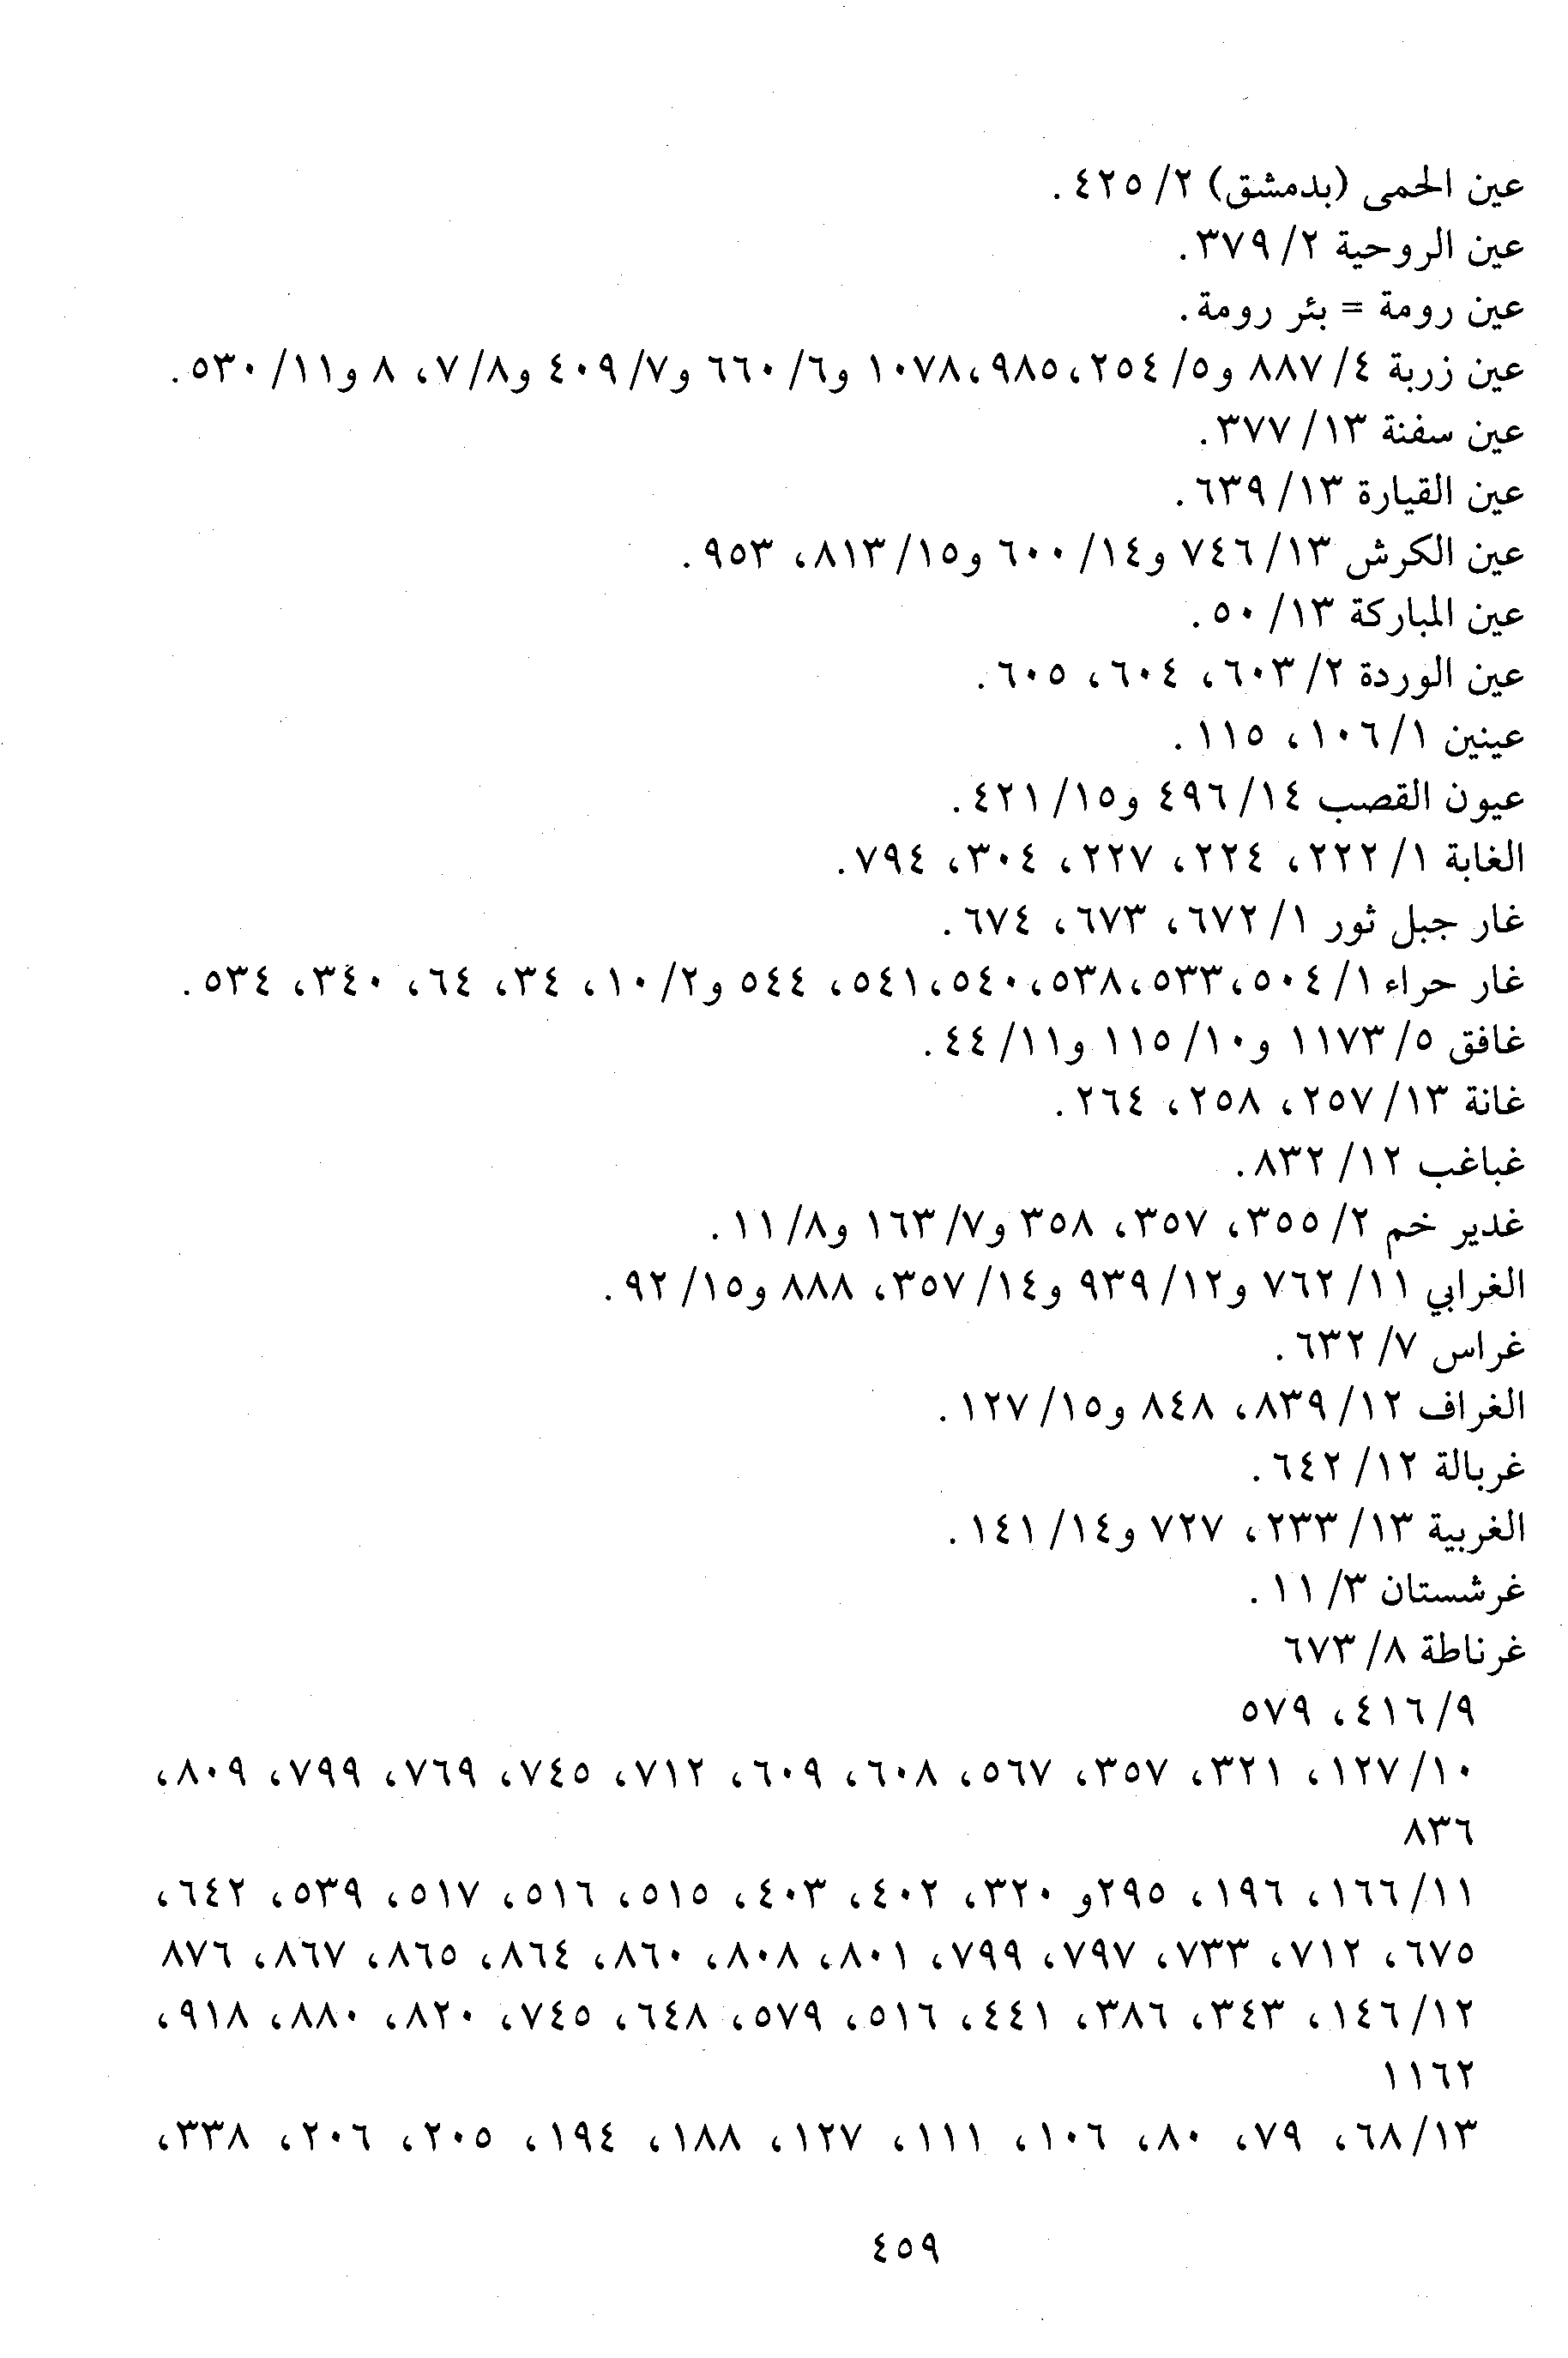 عين الحمى (بدمشق) ٢/ ٤٢٥.
عين الروحية ٢/ ٣٧٩.
عين رومة = بئر رومة.
عين زربة ٤/ ٨٨٧ و٥/ ٢٥٤،٩٨٥،١٠٧٨ و٦/ ٦٦٠ و٧/ ٤٠٩ و٨/ ٧، ٨ و١١/ ٥٣٠.
عين سفنة ١٣/ ٣٧٧.
عين القيارة ١٣/ ٦٣٩.
عين الكرش ١٣/ ٧٤٦ و١٤/ ٦٠٠ و١٥/ ٨١٣، ٩٥٣.
عين المباركة ١٣/ ٥٠.
عين الوردة ٢/ ٦٠٣، ٦٠٤، ٦٠٥.
عينين ١/ ١٠٦، ١١٥.
عيون القصب ١٤/ ٤٩٦ و١٥/ ٤٢١.
الغابة ١/ ٢٢٢، ٢٢٤، ٢٢٧، ٣٠٤، ٧٩٤.
غار جبل ثور ١/ ٦٧٢، ٦٧٣، ٦٧٤.
غار حراء ١/ ٥٠٤،٥٣٣،٥٣٨،٥٤٠،٥٤١، ٥٤٤ و٢/ ١٠، ٣٤، ٦٤، ٣٤٠، ٥٣٤.
غافق ٥/ ١١٧٣ و١٠/ ١١٥ و١١/ ٤٤.
غانة ١٣/ ٢٥٧، ٢٥٨، ٢٦٤.
غباغب ١٢/ ٨٣٢.
غدير خم ٢/ ٣٥٥، ٣٥٧، ٣٥٨ و٧/ ١٦٣ و٨/ ١١.
الغرابي ١١/ ٧٦٢ و١٢/ ٩٣٩ و١٤/ ٣٥٧، ٨٨٨ و١٥/ ٩٢.
غراس ٧/ ٦٣٢.
الغراف ١٢/ ٨٣٩، ٨٤٨ و١٥/ ١٢٧.
غربالة ١٢/ ٦٤٢.
الغربية ١٣/ ٢٣٣، ٧٢٧ و١٤/ ١٤١.
غرشستان ٣/ ١١.
غرناطة ٨/ ٦٧٣
٩/ ٤١٦، ٥٧٩
١٠/ ١٢٧، ٣٢١، ٣٥٧، ٥٦٧، ٦٠٨، ٦٠٩، ٧١٢، ٧٤٥، ٧٦٩، ٧٩٩، ٨٠٩،
٨٣٦
١١/ ١٦٦، ١٩٦، ٢٩٥و ٣٢٠، ٤٠٢، ٤٠٣، ٥١٥، ٥١٦، ٥١٧، ٥٣٩، ٦٤٢،
٦٧٥، ٧١٢، ٧٣٣، ٧٩٧، ٧٩٩، ٨٠١، ٨٠٨، ٨٦٠، ٨٦٤، ٨٦٥، ٨٦٧، ٨٧٦
١٢/ ١٤٦، ٣٤٣، ٣٨٦، ٤٤١، ٥١٦، ٥٧٩، ٦٤٨، ٧٤٥، ٨٢٠، ٨٨٠، ٩١٨،
١١٦٢
١٣/ ٦٨، ٧٩، ٨٠، ١٠٦، ١١١، ١٢٧، ١٨٨، ١٩٤، ٢٠٥، ٢٠٦، ٣٣٨،
٤٥٩